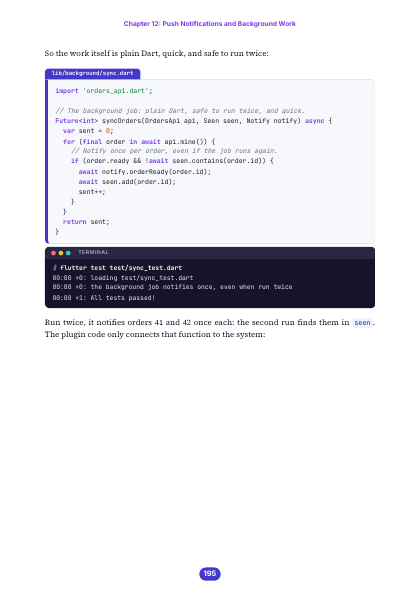 Chapter 12: Push Notifications and Background Work
So the work itself is plain Dart, quick, and safe to run twice:
lib/background/sync.dart
import 'orders_api.dart';
// The background job: plain Dart, safe to run twice, and quick.
Future<int> syncOrders(OrdersApi api, Seen seen, Notify notify) async {
  var sent = 0;
  for (final order in await api.mine()) {
    // Notify once per order, even if the job runs again.
    if (order.ready && !await seen.contains(order.id)) {
      await notify.orderReady(order.id);
      await seen.add(order.id);
      sent++;
    }
  }
  return sent;
}
TERMINAL
$ flutter test test/sync_test.dart
00:00 +0: loading test/sync_test.dart
00:00 +0: the background job notifies once, even when run twice
00:00 +1: All tests passed!
Run twice, it notifies orders 41 and 42 once each: the second run finds them in seen.
The plugin code only connects that function to the system:
195